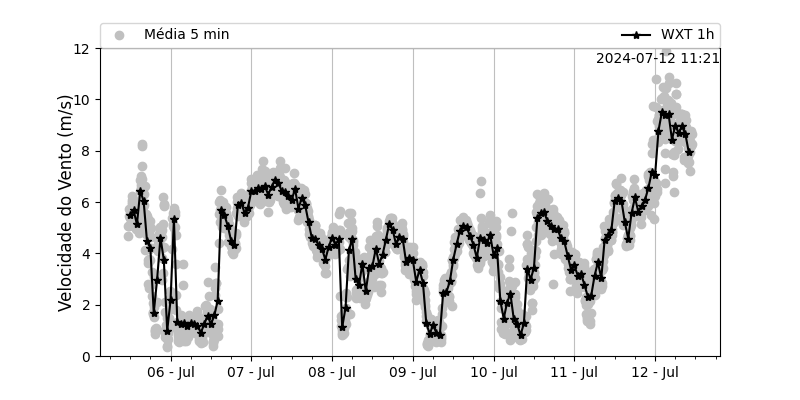 Média 5 min
WXT 1h
2024-07-12 11:21
Velocidade do Vento (m/s)
12
10
8
6
4
2
0
06 - Jul
07 - Jul
08 - Jul
09 - Jul
10 - Jul
11 - Jul
12 - Jul